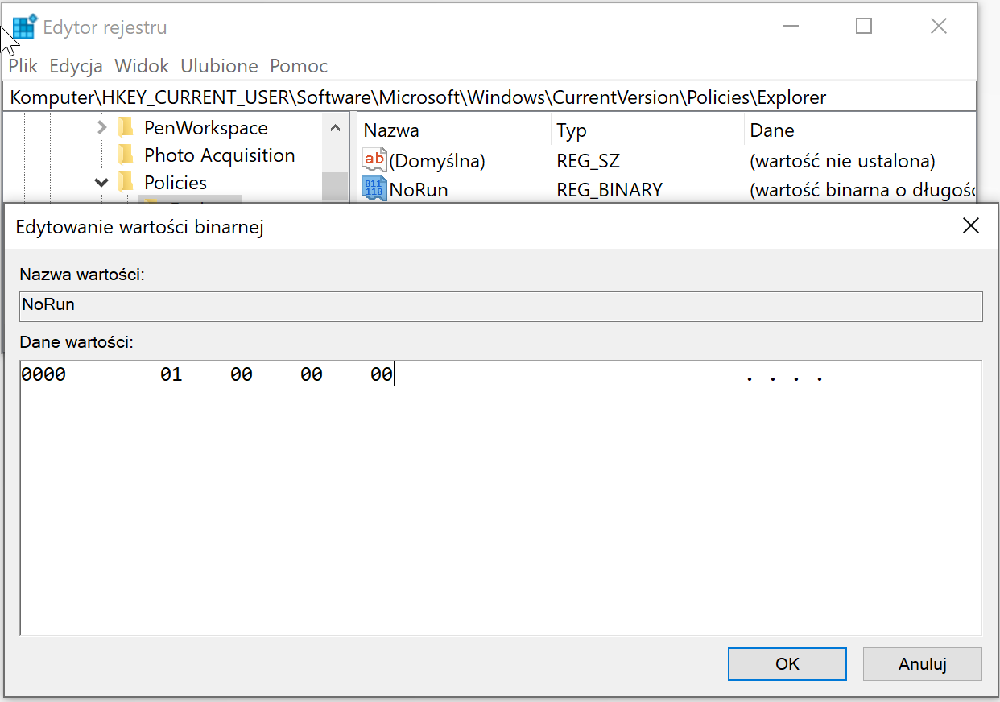 Edytor rejestru
Plik Edycja Widok Ulubione Pomoc
Komputer\HKEY_CURRENT_USER\Software\Microsoft\Windows\CurrentVersion\Policies\Explorer
PenWorkspace
Photo Acquisition
Policies
Nazwa Typ Dane
(Domyślna) REG_SZ (wartość nie ustalona)
NoRun REG_BINARY (wartość binarna o długość
Edytowanie wartości binarnej
Nazwa wartości:
NoRun
Dane wartości:
0000 01 00 00 00 . . . .
OK Anuluj